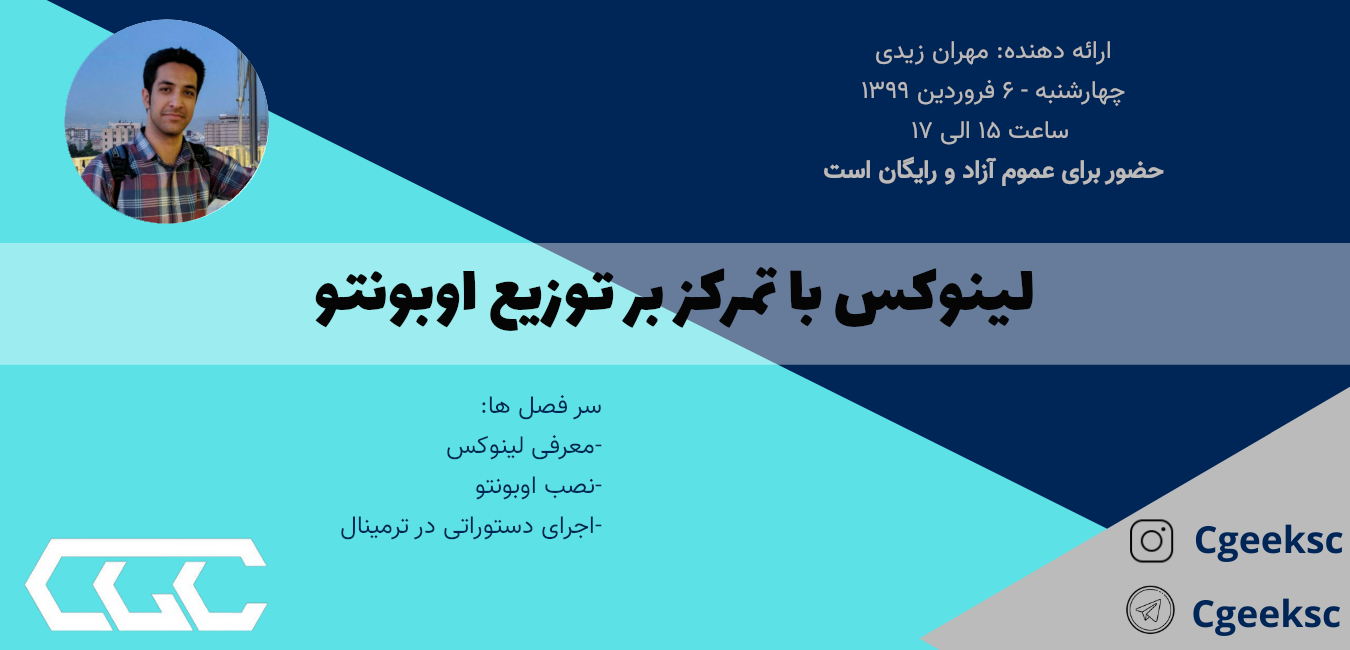 ارائه دهنده: مهران زیدی
چهارشنبه - ۶ فروردین ۱۳۹۹
ساعت ۱۵ الی ۱۷
حضور برای عموم آزاد و رایگان است
لینوکس با تمرکز بر توزیع اوبونتو
سر فصل ها:
-معرفی لینوکس
-نصب اوبونتو
-اجرای دستوراتی در ترمینال
CGC
Cgeeksc
Cgeeksc